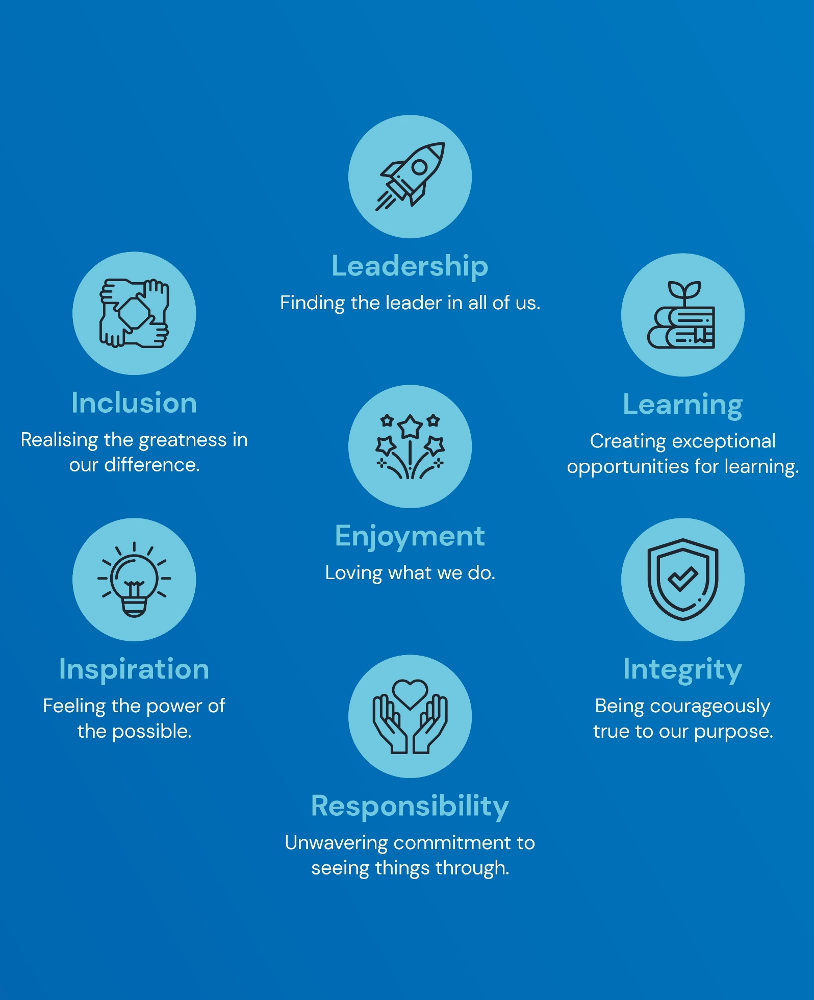 Leadership
Finding the leader in all of us.
Inclusion
Realising the greatness in
our difference.
Learning
Creating exceptional
opportunities for learning.
Enjoyment
Loving what we do.
Inspiration
Feeling the power of
the possible.
Integrity
Being courageously
true to our purpose.
Responsibility
Unwavering commitment to
seeing things through.